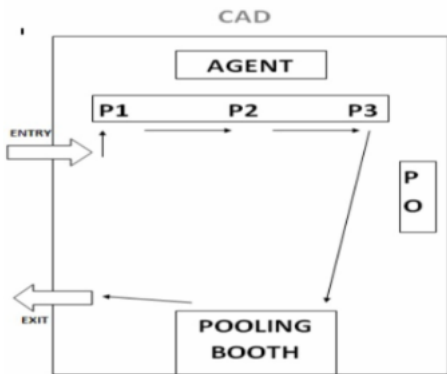 CAD
AGENT
P1 P2 P3
ENTRY
P
O
EXIT
POOLING
BOOTH